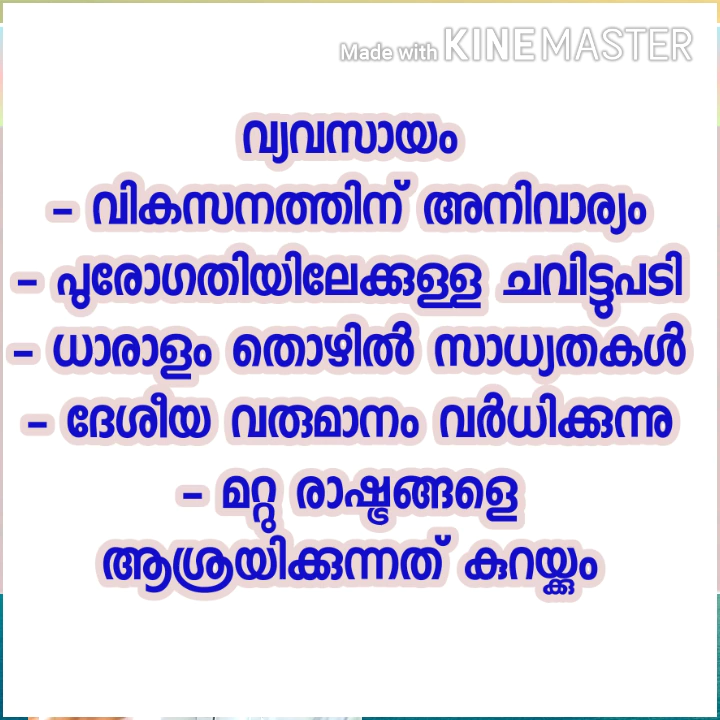 Made with KINEMASTER
വ്യവസായം
– വികസനത്തിന് അനിവാര്യം
– പുരോഗതിയിലേക്കുള്ള ചവിട്ടുപടി
– ധാരാളം തൊഴിൽ സാധ്യതകൾ
– ദേശീയ വരുമാനം വർധിക്കുന്നു
– മറ്റു രാഷ്ട്രങ്ങളെ
ആശ്രയിക്കുന്നത് കുറയ്ക്കും